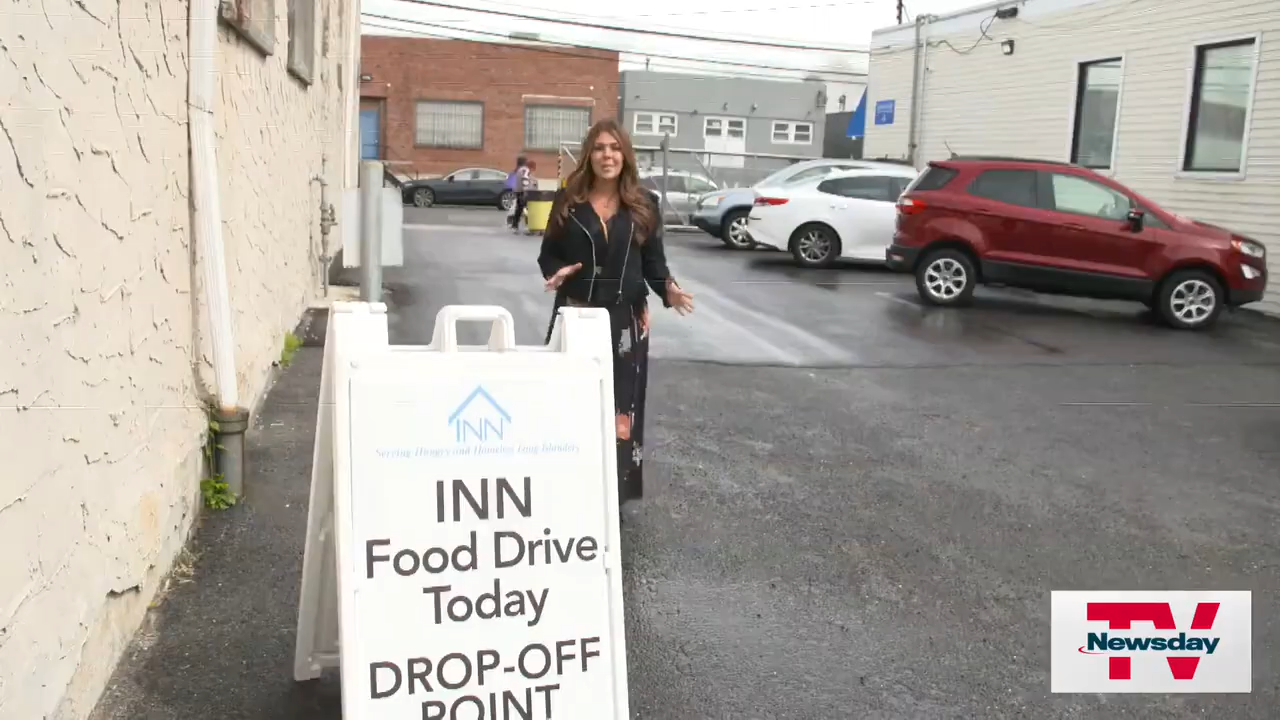 INN
Serving Hungry and Homeless Long Islanders
INN
Food Drive
Today
DROP-OFF
POINT
TV
Newsday